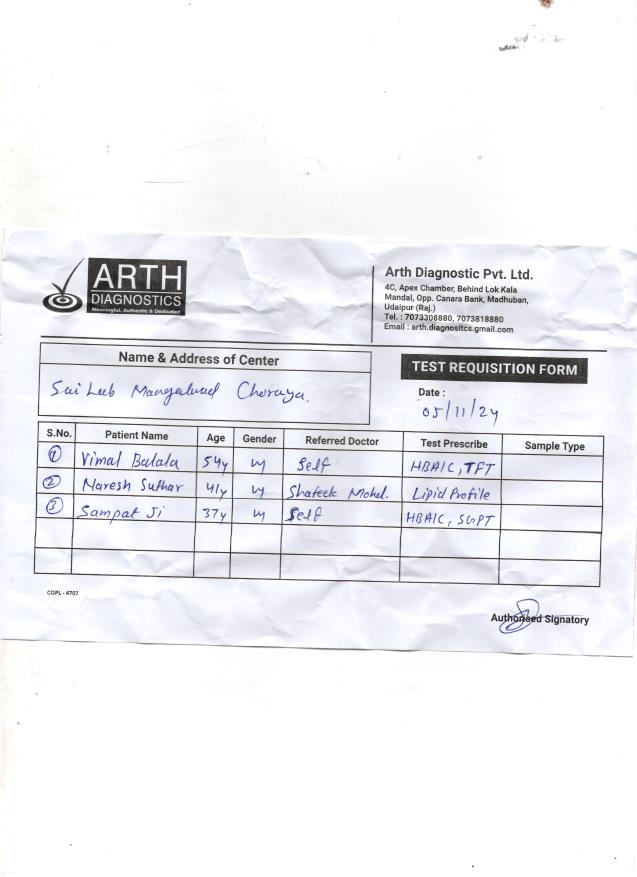 ARTH
DIAGNOSTICS
Meaningful, Authentic & Dedicated
Arth Diagnostic Pvt. Ltd.
4C, Apex Chamber, Behind Lok Kala
Mandal, Opp. Canara Bank, Madhuban,
Udaipur (Raj.)
Tel. : 7073308880, 7073818880
Email : arth.diagnositcs.gmail.com
Name & Address of Center
Sai Lab Mangalwad Choraya.
TEST REQUISITION FORM
Date :
05/11/24
S.No. Patient Name Age Gender Referred Doctor Test Prescribe Sample Type
1 Vimal Balala 54y M Self HBAIC, TFT
2 Naresh Suthar 41y M Shafeek Mohd. Lipid Profile
3 Sampat Ji 37y M Self HBAIC, SGPT
COPL - 4707
Authorised Signatory